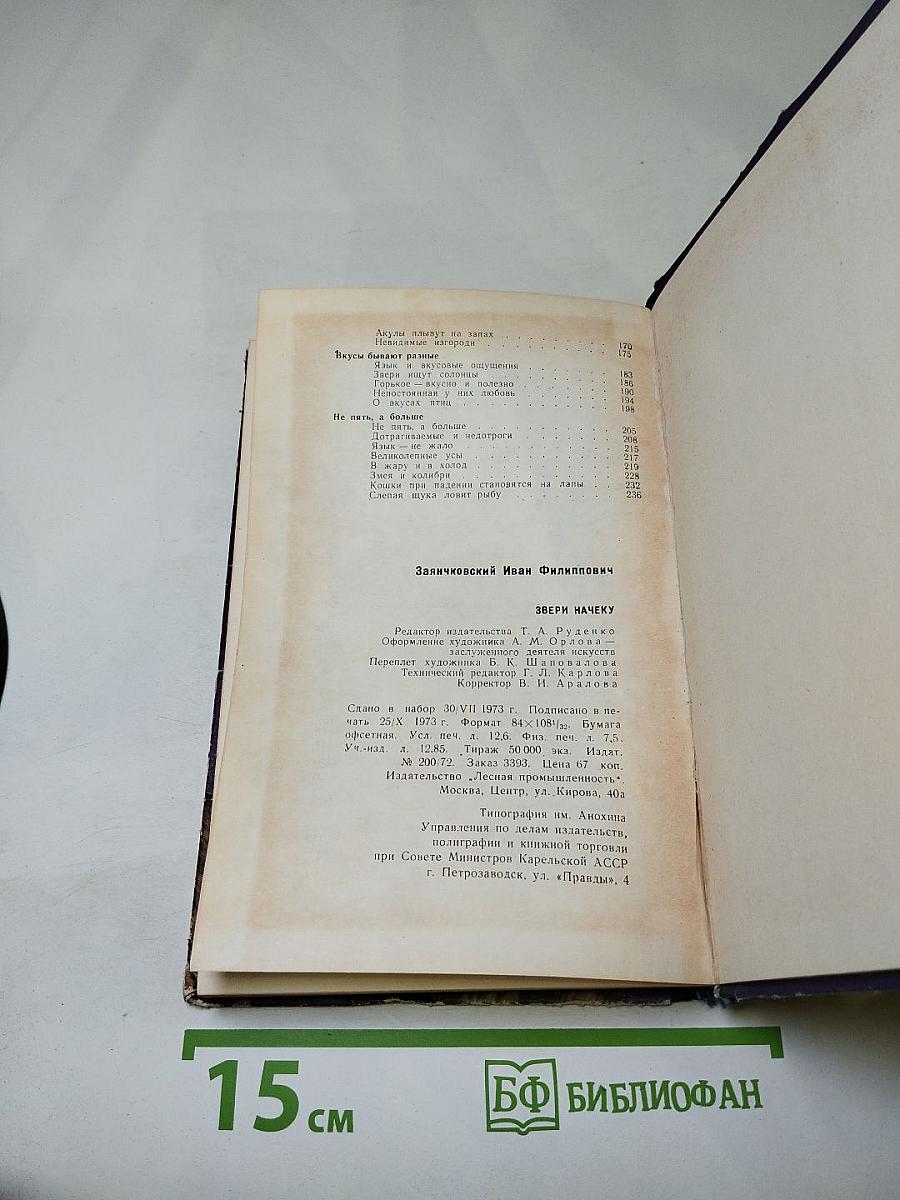 Акулы плывут на запах . . . . . . . . 170
Невидимые изгороди . . . . . . . . 175
Вкусы бывают разные
Язык и вкусовые ощущения . . . . . . 183
Звери ищут солонцы . . . . . . . . 186
Горькое — вкусно и полезно . . . . . . 190
Непостоянная у них любовь . . . . . . 194
О вкусах птиц . . . . . . . . . . 198
Не пять, а больше
Не пять, а больше . . . . . . . . 205
Дотрагиваемые и недотроги . . . . . . 208
Язык — не жало . . . . . . . . . 215
Великолепные усы . . . . . . . . . 217
В жару и в холод . . . . . . . . . 219
Змея и колибри . . . . . . . . . 228
Кошки при падении становятся на лапы . . . 232
Слепая щука ловит рыбу . . . . . . . 236
Заянчковский Иван Филиппович
ЗВЕРИ НАЧЕКУ
Редактор издательства Т. А. Руденко
Оформление художника А. М. Орлова —
заслуженного деятеля искусств
Переплет художника Б. К. Шаповалова
Технический редактор Г. Л. Карлова
Корректор В. И. Аралова
Сдано в набор 30/VII 1973 г. Подписано в пе-
чать 25/X 1973 г. Формат 84×108¹/₃₂. Бумага
офсетная. Усл. печ. л. 12,6. Физ. печ. л. 7,5.
Уч.-изд. л. 12,85. Тираж 50 000 экз. Издат.
№ 200/72. Заказ 3393. Цена 67 коп.
Издательство „Лесная промышленность“.
Москва, Центр, ул. Кирова, 40а
Типография им. Анохина
Управления по делам издательств,
полиграфии и книжной торговли
при Совете Министров Карельской АССР
г. Петрозаводск, ул. «Правды», 4
15 см
БФ БИБЛИОФАН